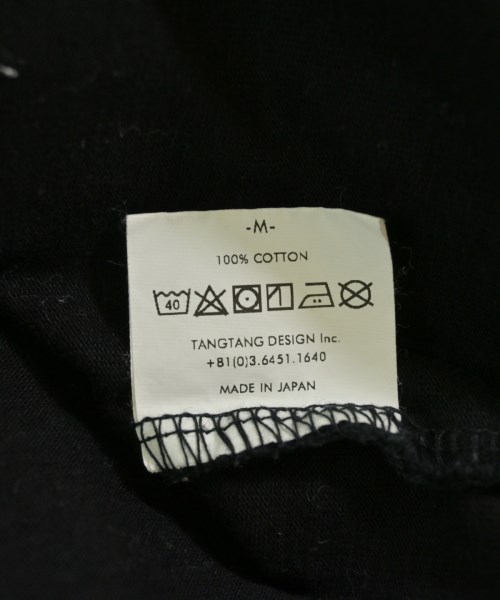 -M-
100% COTTON
40
TANGTANG DESIGN Inc.
+81(0)3.6451.1640
MADE IN JAPAN